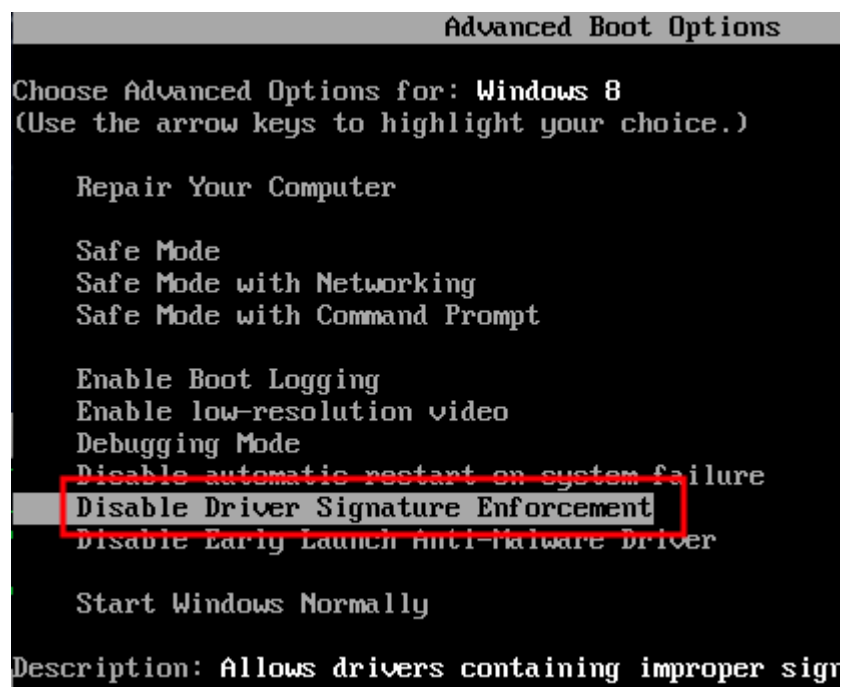 Advanced Boot Options
Choose Advanced Options for: Windows 8
(Use the arrow keys to highlight your choice.)
Repair Your Computer
Safe Mode
Safe Mode with Networking
Safe Mode with Command Prompt
Enable Boot Logging
Enable low-resolution video
Debugging Mode
Disable automatic restart on system failure
Disable Driver Signature Enforcement
Disable Early Launch Anti-Malware Driver
Start Windows Normally
Description: Allows drivers containing improper